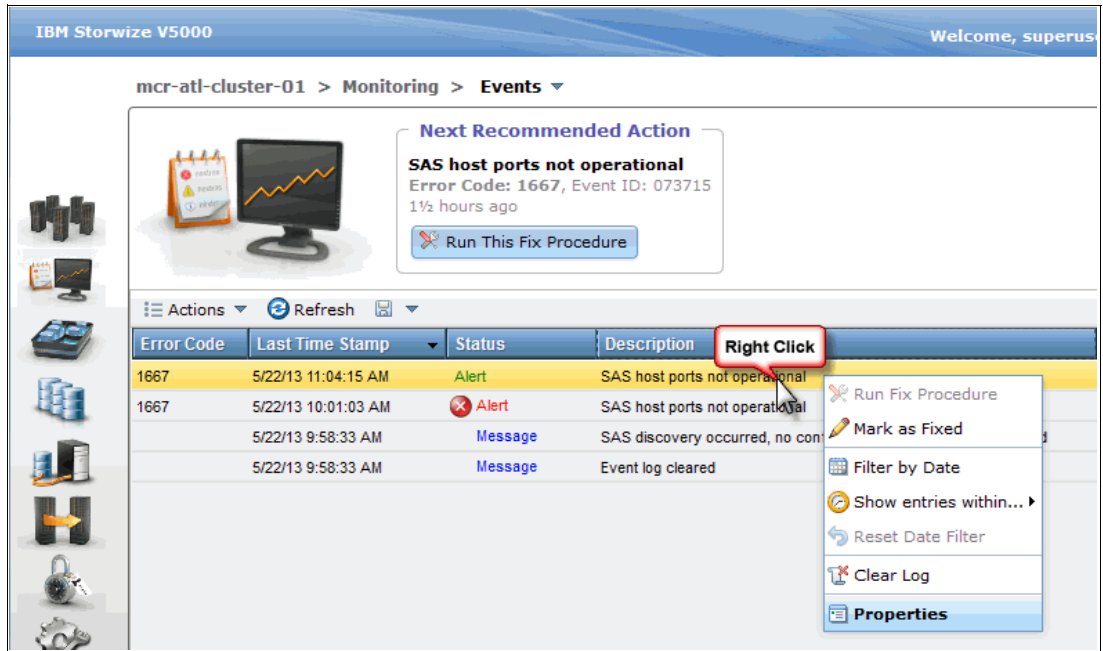 IBM Storwize V5000
Welcome, superus
mcr-atl-cluster-01 > Monitoring > Events
Next Recommended Action
SAS host ports not operational
Error Code: 1667, Event ID: 073715
1½ hours ago
Run This Fix Procedure
Actions
Refresh
Error Code Last Time Stamp Status Description
Right Click
1667 5/22/13 11:04:15 AM Alert SAS host ports not operational
1667 5/22/13 10:01:03 AM Alert SAS host ports not operational
5/22/13 9:58:33 AM Message SAS discovery occurred, no con
5/22/13 9:58:33 AM Message Event log cleared
Run Fix Procedure
Mark as Fixed
Filter by Date
Show entries within...
Reset Date Filter
Clear Log
Properties